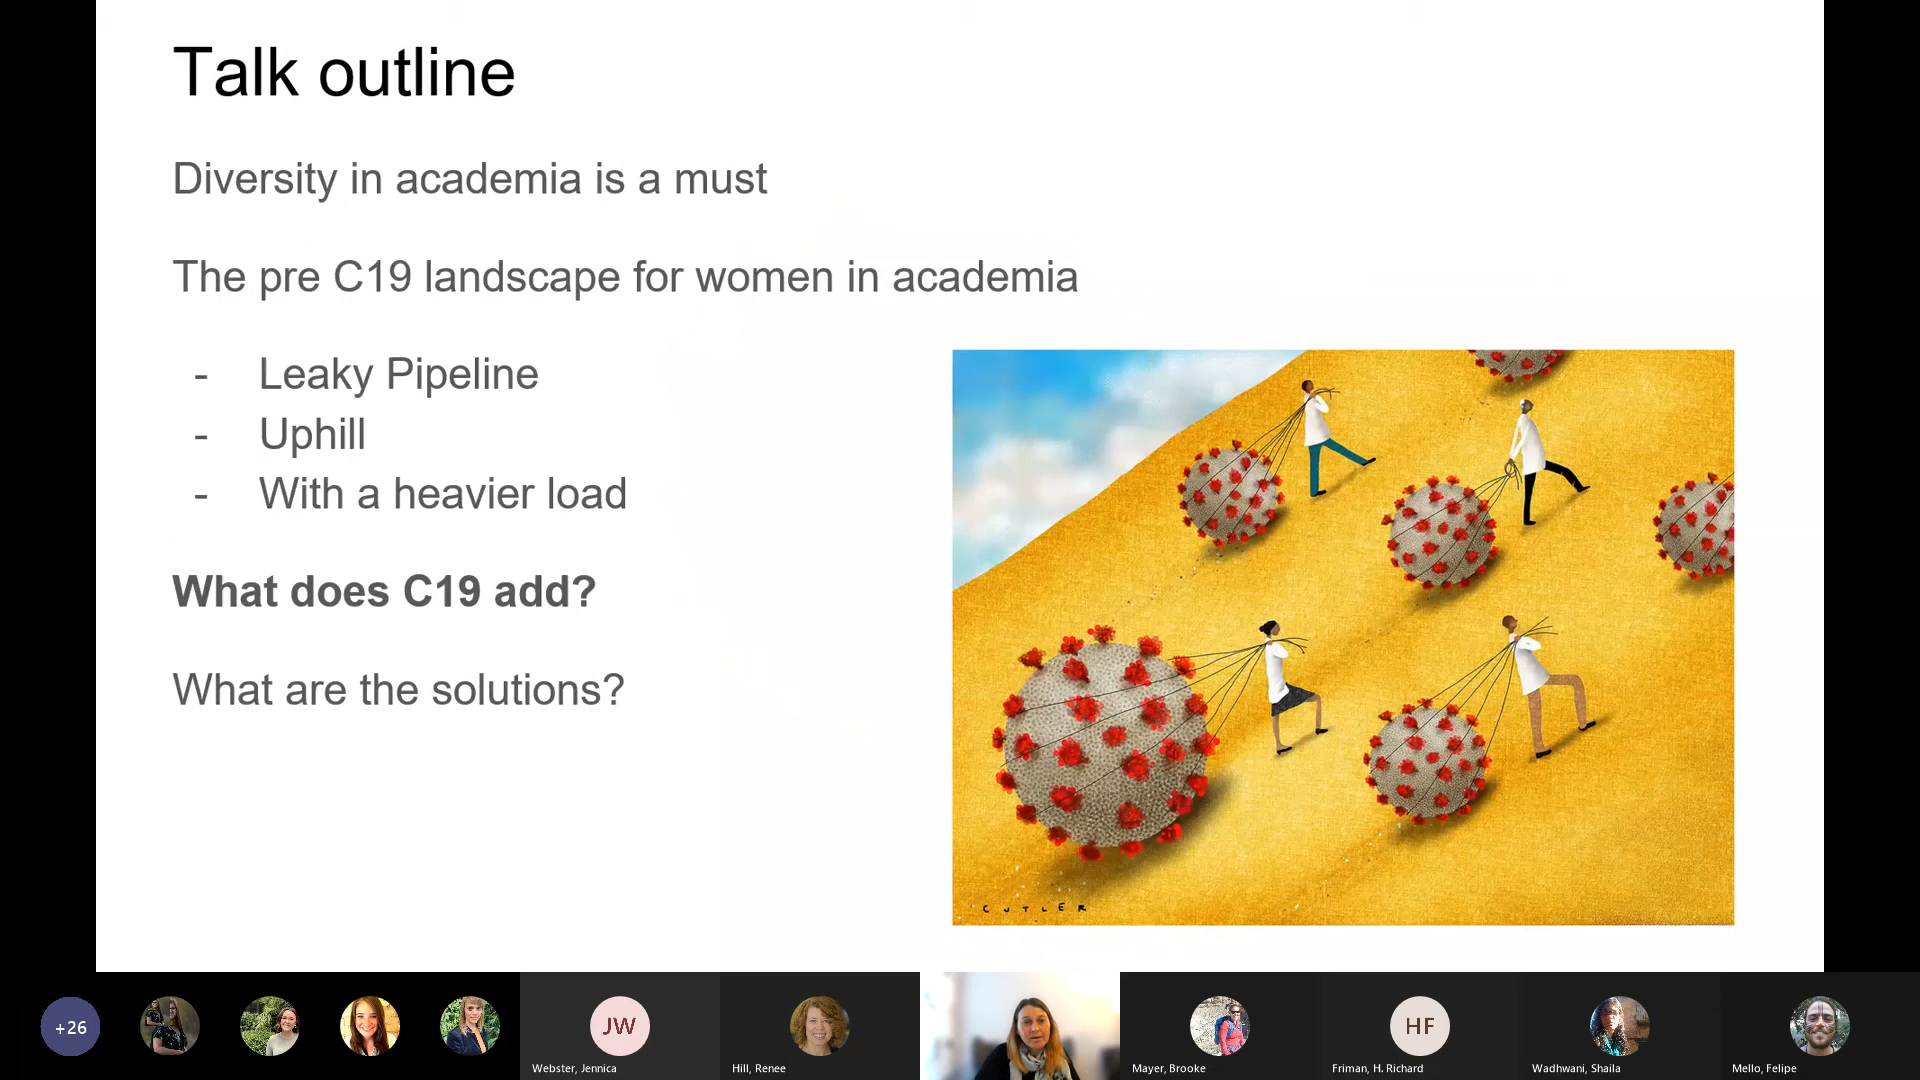 Talk outline
Diversity in academia is a must
The pre C19 landscape for women in academia
- Leaky Pipeline
- Uphill
- With a heavier load
What does C19 add?
What are the solutions?
CUTLER
+26
JW
HF
Webster, Jennica
Hill, Renee
Mayer, Brooke
Friman, H. Richard
Wadhwani, Shaila
Mello, Felipe